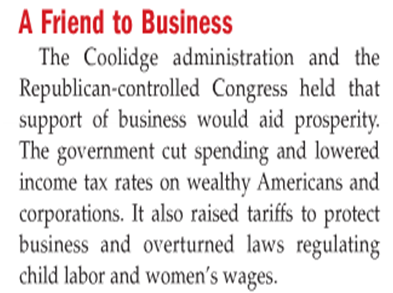 A Friend to Business
The Coolidge administration and the
Republican-controlled Congress held that
support of business would aid prosperity.
The government cut spending and lowered
income tax rates on wealthy Americans and
corporations. It also raised tariffs to protect
business and overturned laws regulating
child labor and women's wages.